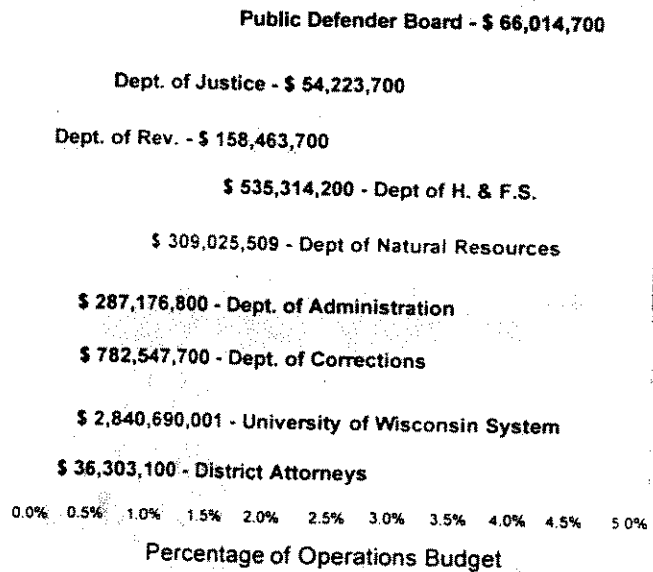 Public Defender Board - $ 66,014,700
Dept. of Justice - $ 54,223,700
Dept. of Rev. - $ 158,463,700
$ 535,314,200 - Dept of H. & F.S.
$ 309,025,509 - Dept of Natural Resources
$ 287,176,800 - Dept. of Administration
$ 782,547,700 - Dept. of Corrections
$ 2,840,690,001 - University of Wisconsin System
$ 36,303,100 - District Attorneys
0.0% 0.5% 1.0% 1.5% 2.0% 2.5% 3.0% 3.5% 4.0% 4.5% 5.0%
Percentage of Operations Budget